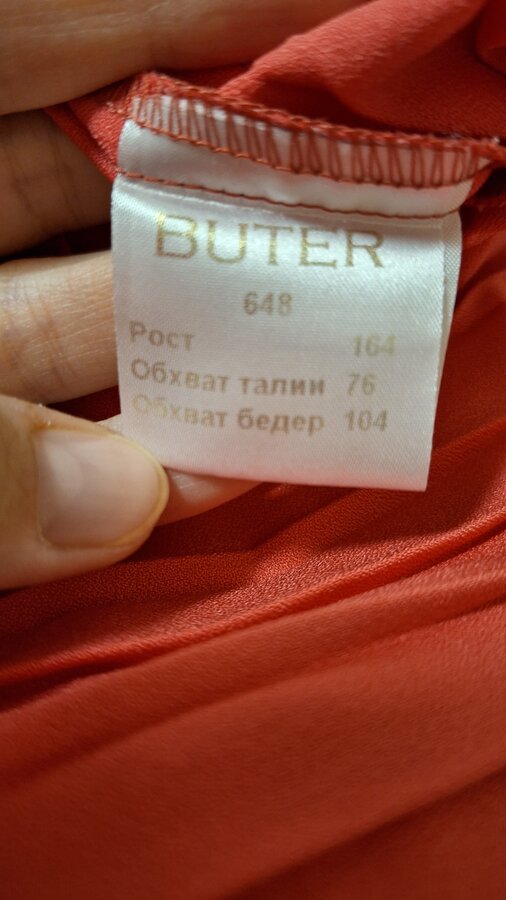 BUTER
648
Рост 164
Обхват талии 76
Обхват бедер 104